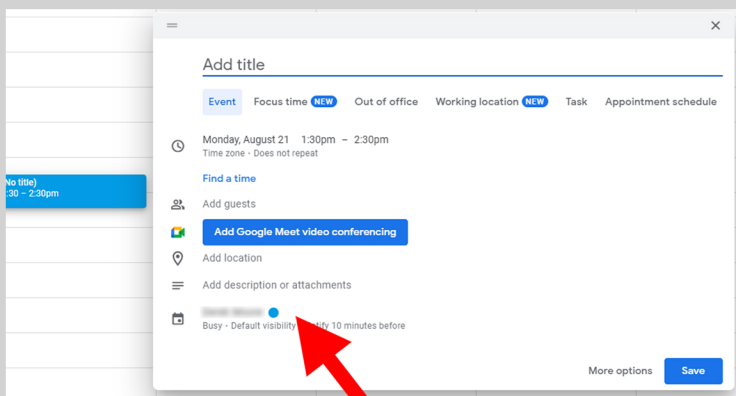 Add title
Event Focus time NEW Out of office Working location NEW Task Appointment schedule
Monday, August 21 1:30pm – 2:30pm
Time zone · Does not repeat
Find a time
No title)
:30 – 2:30pm
Add guests
Add Google Meet video conferencing
Add location
Add description or attachments
Busy · Default visibility 10 minutes before
More options Save